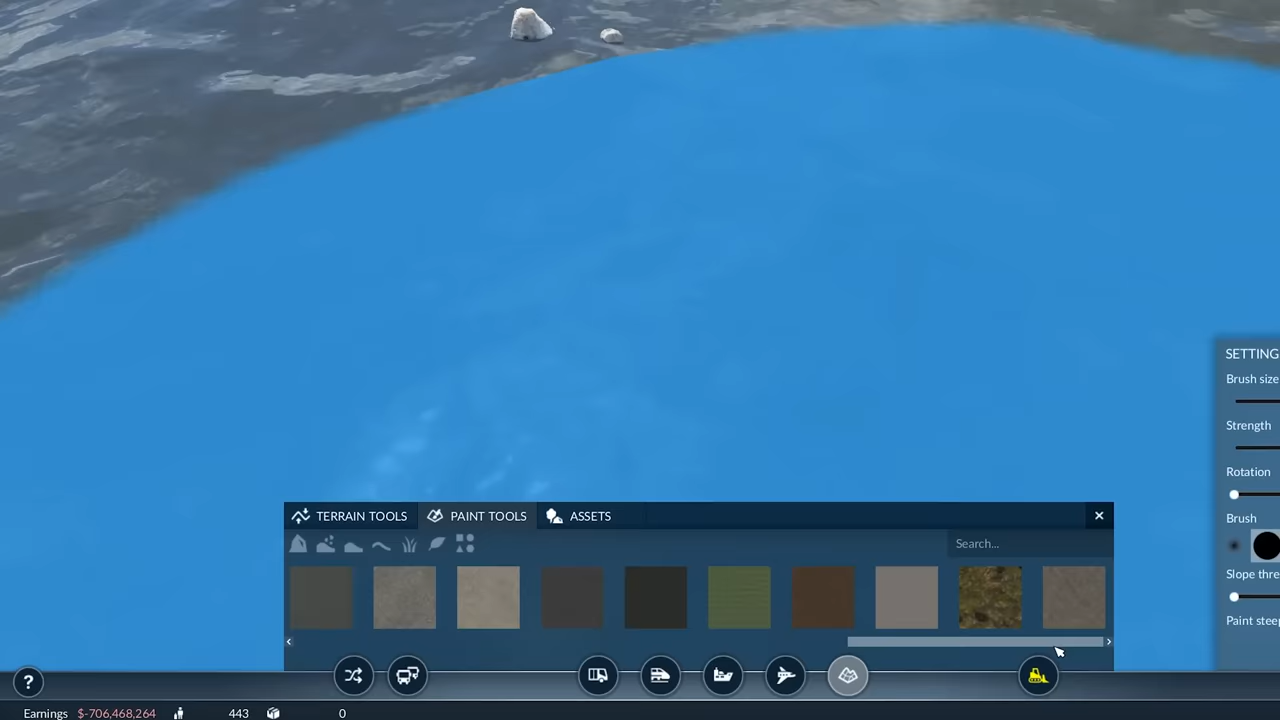 SETTING
Brush size
Strength
Rotation
Brush
Slope thre
Paint steep
TERRAIN TOOLS
PAINT TOOLS
ASSETS
Search...
?
Earnings $-706,468,264 443 0